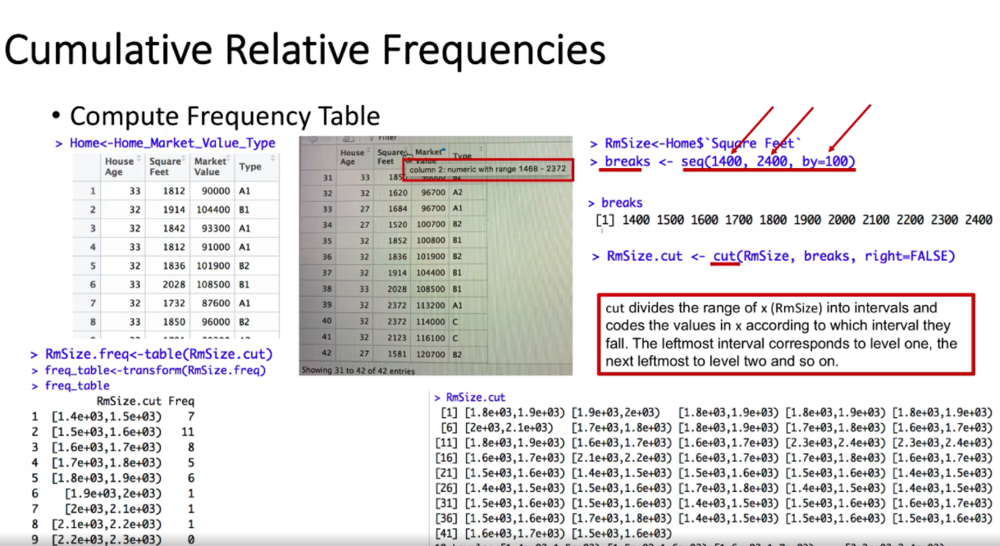 Cumulative Relative Frequencies
• Compute Frequency Table
> Home<-Home_Market_Value_Type
House Age Square Feet Market Value Type
1 33 1812 90000 A1
2 32 1914 104400 B1
3 32 1842 93300 A1
4 33 1812 91000 A1
5 32 1836 101900 B2
6 33 2028 108500 B1
7 32 1732 87600 A1
8 33 1850 96000 B2
Filter
House Age Square Feet Market Value Type
column 2: numeric with range 1468 - 2372
31 33 B2
32 32 1620 96700 A2
33 27 1684 96700 A1
34 27 1520 100700 B2
35 32 1852 100800 B1
36 32 1836 101900 B2
37 32 1914 104400 B1
38 33 2028 108500 B1
39 32 2372 113200 A1
40 32 2372 114000 C
41 32 2123 116100 C
42 27 1581 120700 B2
Showing 31 to 42 of 42 entries
> RmSize<-Home$`Square Feet`
> breaks <- seq(1400, 2400, by=100)
> breaks
[1] 1400 1500 1600 1700 1800 1900 2000 2100 2200 2300 2400
> RmSize.cut <- cut(RmSize, breaks, right=FALSE)
cut divides the range of x (RmSize) into intervals and
codes the values in x according to which interval they
fall. The leftmost interval corresponds to level one, the
next leftmost to level two and so on.
> RmSize.freq<-table(RmSize.cut)
> freq_table<-transform(RmSize.freq)
> freq_table
RmSize.cut Freq
1 [1.4e+03,1.5e+03) 7
2 [1.5e+03,1.6e+03) 11
3 [1.6e+03,1.7e+03) 8
4 [1.7e+03,1.8e+03) 5
5 [1.8e+03,1.9e+03) 6
6 [1.9e+03,2e+03) 1
7 [2e+03,2.1e+03) 1
8 [2.1e+03,2.2e+03) 1
9 [2.2e+03,2.3e+03) 0
> RmSize.cut
[1] [1.8e+03,1.9e+03) [1.9e+03,2e+03) [1.8e+03,1.9e+03) [1.8e+03,1.9e+03) [1.8e+03,1.9e+03)
[6] [2e+03,2.1e+03) [1.7e+03,1.8e+03) [1.8e+03,1.9e+03) [1.7e+03,1.8e+03) [1.6e+03,1.7e+03)
[11] [1.8e+03,1.9e+03) [1.6e+03,1.7e+03) [1.6e+03,1.7e+03) [2.3e+03,2.4e+03) [2.3e+03,2.4e+03)
[16] [1.6e+03,1.7e+03) [2.1e+03,2.2e+03) [1.6e+03,1.7e+03) [1.7e+03,1.8e+03) [1.6e+03,1.7e+03)
[21] [1.5e+03,1.6e+03) [1.4e+03,1.5e+03) [1.5e+03,1.6e+03) [1.5e+03,1.6e+03) [1.4e+03,1.5e+03)
[26] [1.4e+03,1.5e+03) [1.5e+03,1.6e+03) [1.7e+03,1.8e+03) [1.4e+03,1.5e+03) [1.4e+03,1.5e+03)
[31] [1.5e+03,1.6e+03) [1.5e+03,1.6e+03) [1.4e+03,1.5e+03) [1.5e+03,1.6e+03) [1.6e+03,1.7e+03)
[36] [1.5e+03,1.6e+03) [1.7e+03,1.8e+03) [1.4e+03,1.5e+03) [1.5e+03,1.6e+03) [1.5e+03,1.6e+03)
[41] [1.6e+03,1.7e+03) [1.5e+03,1.6e+03)